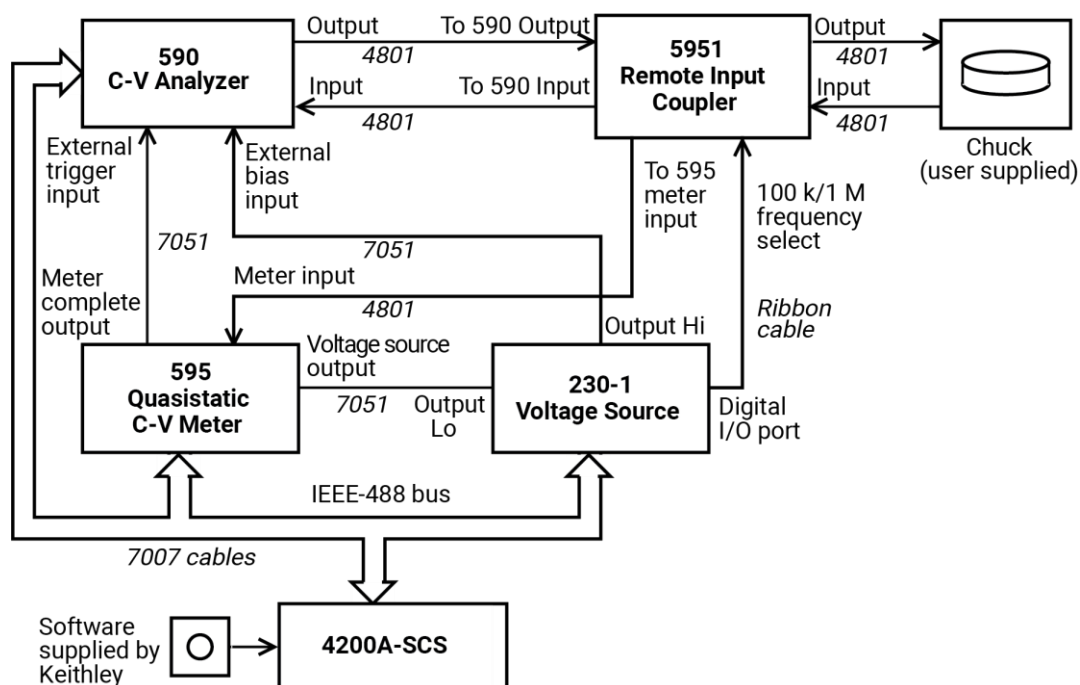 590
C-V Analyzer
Output
To 590 Output
4801
Input
To 590 Input
4801
5951
Remote Input
Coupler
Output
4801
Input
4801
Chuck
(user supplied)
External
trigger
input
External
bias
input
To 595
meter
input
100 k/1 M
frequency
select
7051
7051
Meter
complete
output
Meter input
4801
Ribbon
cable
Output Hi
595
Quasistatic
C-V Meter
Voltage source
output
7051
Output
Lo
230-1
Voltage Source
Digital
I/O port
IEEE-488 bus
7007 cables
Software
supplied by
Keithley
4200A-SCS